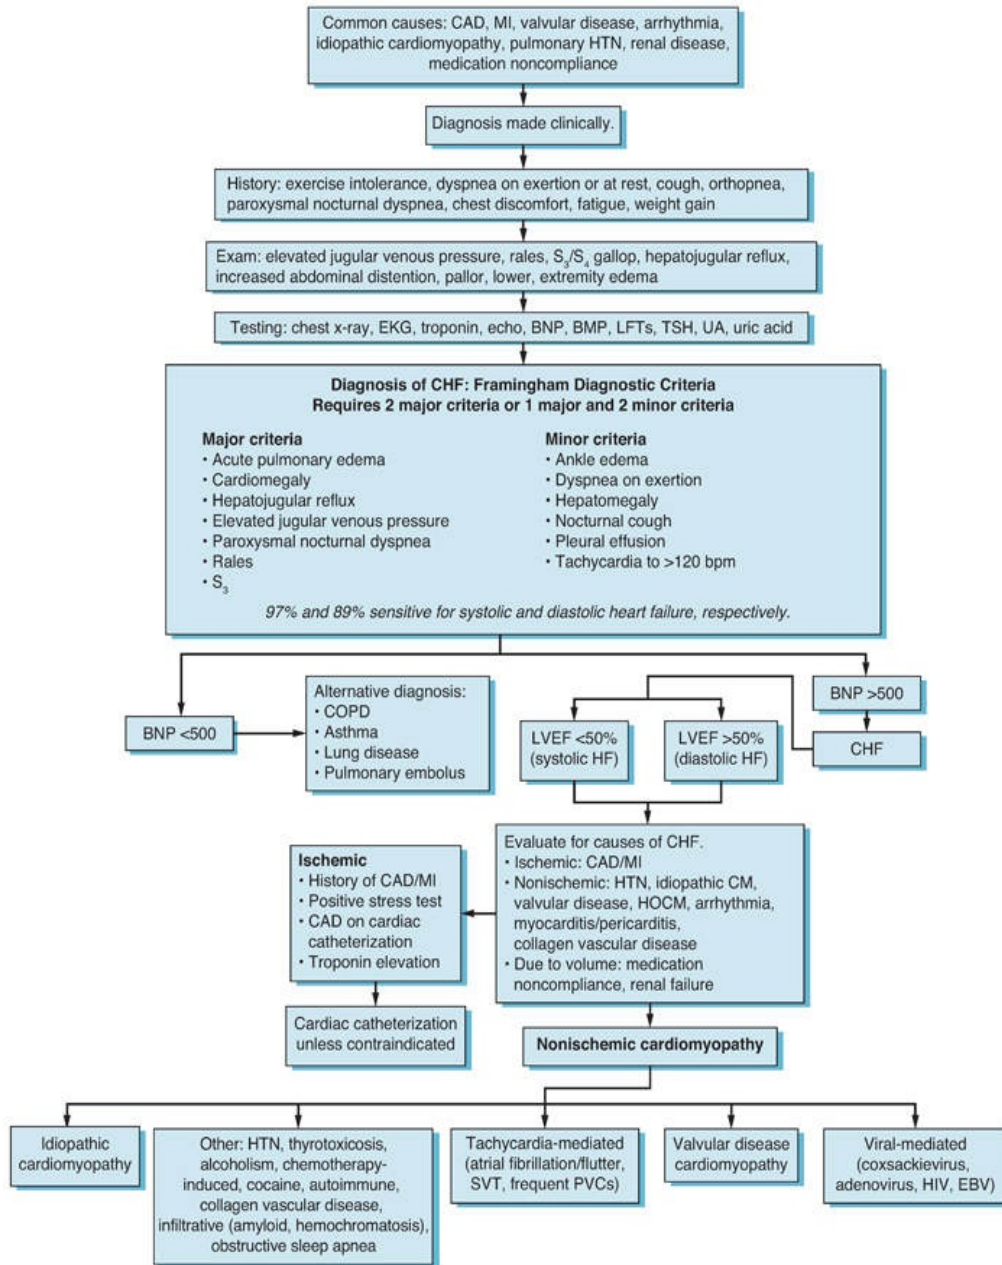 Common causes: CAD, MI, valvular disease, arrhythmia,
idiopathic cardiomyopathy, pulmonary HTN, renal disease,
medication noncompliance
Diagnosis made clinically.
History: exercise intolerance, dyspnea on exertion or at rest, cough, orthopnea,
paroxysmal nocturnal dyspnea, chest discomfort, fatigue, weight gain
Exam: elevated jugular venous pressure, rales, S₃/S₄ gallop, hepatojugular reflux,
increased abdominal distention, pallor, lower, extremity edema
Testing: chest x-ray, EKG, troponin, echo, BNP, BMP, LFTs, TSH, UA, uric acid
Diagnosis of CHF: Framingham Diagnostic Criteria
Requires 2 major criteria or 1 major and 2 minor criteria
Major criteria
• Acute pulmonary edema
• Cardiomegaly
• Hepatojugular reflux
• Elevated jugular venous pressure
• Paroxysmal nocturnal dyspnea
• Rales
• S₃
Minor criteria
• Ankle edema
• Dyspnea on exertion
• Hepatomegaly
• Nocturnal cough
• Pleural effusion
• Tachycardia to >120 bpm
97% and 89% sensitive for systolic and diastolic heart failure, respectively.
BNP <500
Alternative diagnosis:
• COPD
• Asthma
• Lung disease
• Pulmonary embolus
BNP >500
CHF
LVEF <50%
(systolic HF)
LVEF >50%
(diastolic HF)
Evaluate for causes of CHF.
• Ischemic: CAD/MI
• Nonischemic: HTN, idiopathic CM,
valvular disease, HOCM, arrhythmia,
myocarditis/pericarditis,
collagen vascular disease
• Due to volume: medication
noncompliance, renal failure
Ischemic
• History of CAD/MI
• Positive stress test
• CAD on cardiac
catheterization
• Troponin elevation
Cardiac catheterization
unless contraindicated
Nonischemic cardiomyopathy
Idiopathic
cardiomyopathy
Other: HTN, thyrotoxicosis,
alcoholism, chemotherapy-
induced, cocaine, autoimmune,
collagen vascular disease,
infiltrative (amyloid, hemochromatosis),
obstructive sleep apnea
Tachycardia-mediated
(atrial fibrillation/flutter,
SVT, frequent PVCs)
Valvular disease
cardiomyopathy
Viral-mediated
(coxsackievirus,
adenovirus, HIV, EBV)